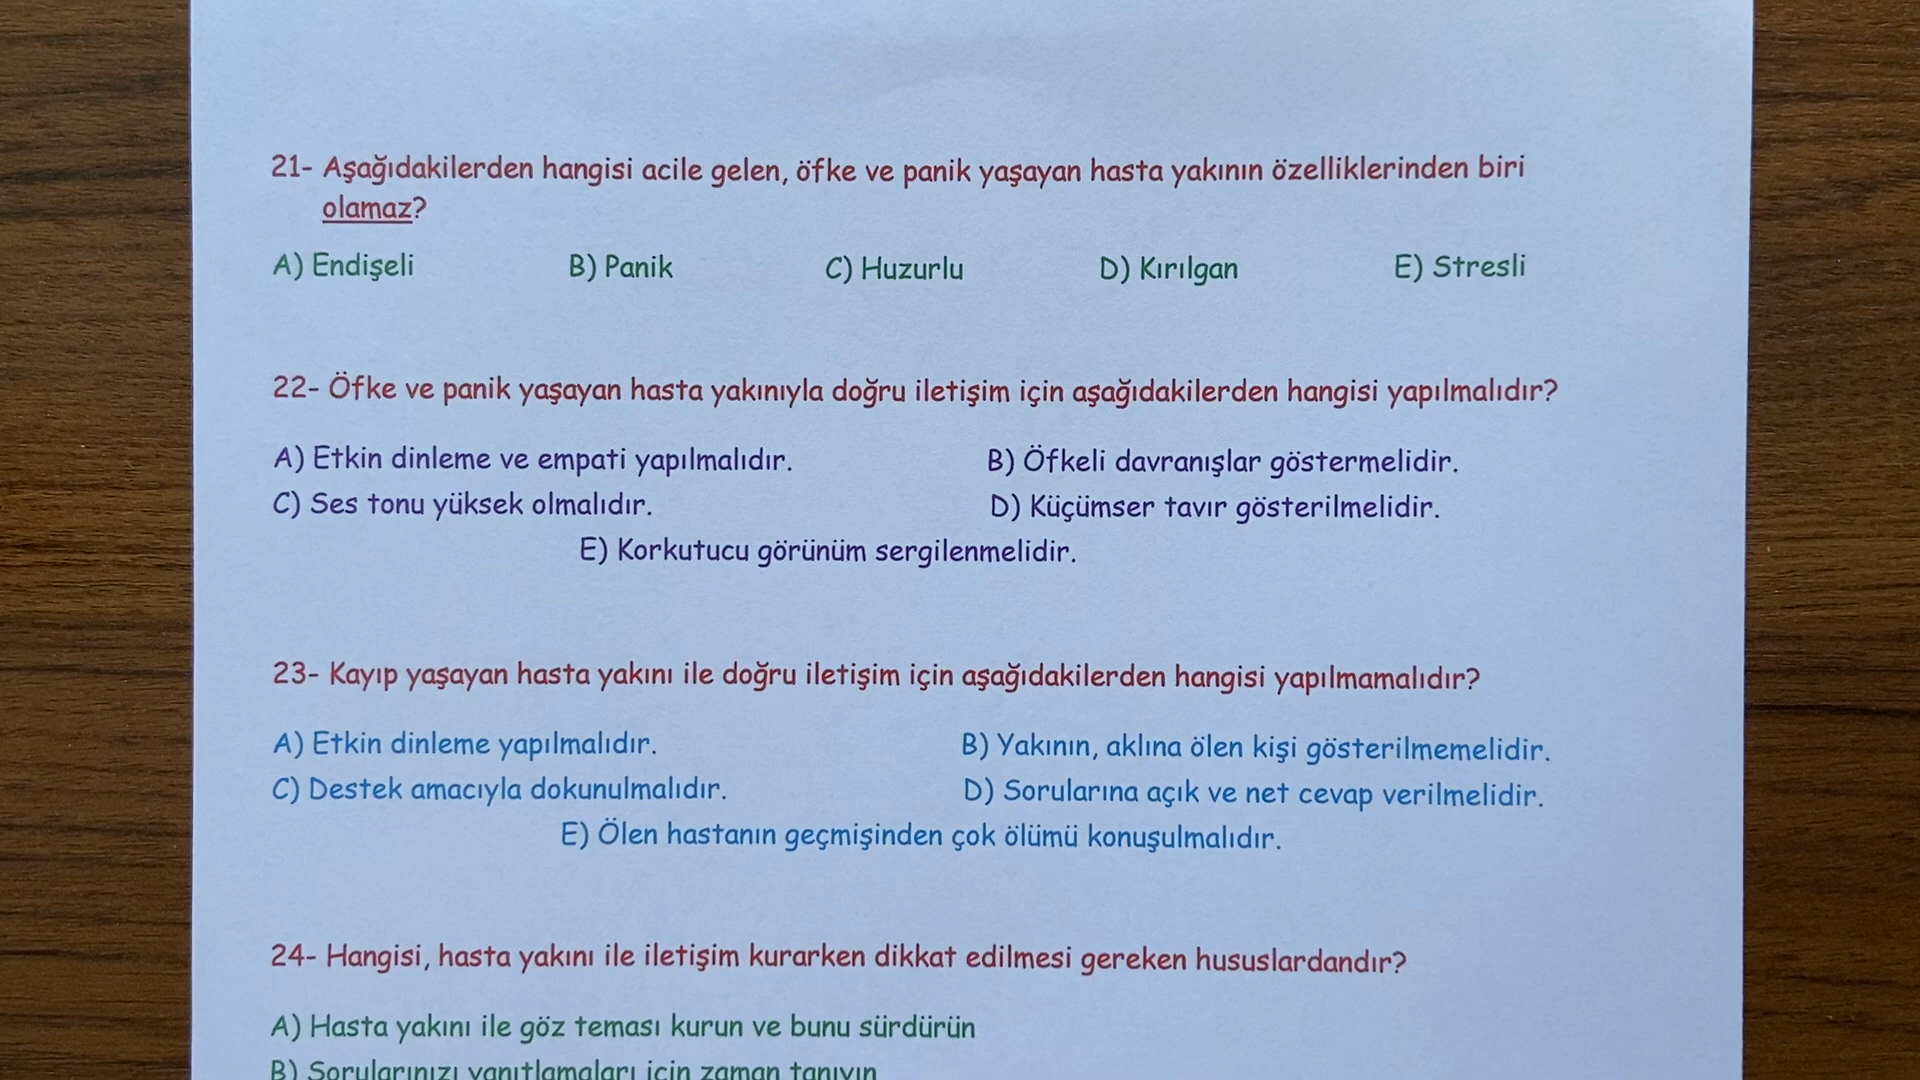 21- Aşağıdakilerden hangisi acile gelen, öfke ve panik yaşayan hasta yakının özelliklerinden biri
olamaz?
A) Endişeli B) Panik C) Huzurlu D) Kırılgan E) Stresli
22- Öfke ve panik yaşayan hasta yakınıyla doğru iletişim için aşağıdakilerden hangisi yapılmalıdır?
A) Etkin dinleme ve empati yapılmalıdır. B) Öfkeli davranışlar göstermelidir.
C) Ses tonu yüksek olmalıdır. D) Küçümser tavır gösterilmelidir.
E) Korkutucu görünüm sergilenmelidir.
23- Kayıp yaşayan hasta yakını ile doğru iletişim için aşağıdakilerden hangisi yapılmamalıdır?
A) Etkin dinleme yapılmalıdır. B) Yakının, aklına ölen kişi gösterilmemelidir.
C) Destek amacıyla dokunulmalıdır. D) Sorularına açık ve net cevap verilmelidir.
E) Ölen hastanın geçmişinden çok ölümü konuşulmalıdır.
24- Hangisi, hasta yakını ile iletişim kurarken dikkat edilmesi gereken hususlardandır?
A) Hasta yakını ile göz teması kurun ve bunu sürdürün
B) Sorularınızı yanıtlamaları için zaman tanıyın